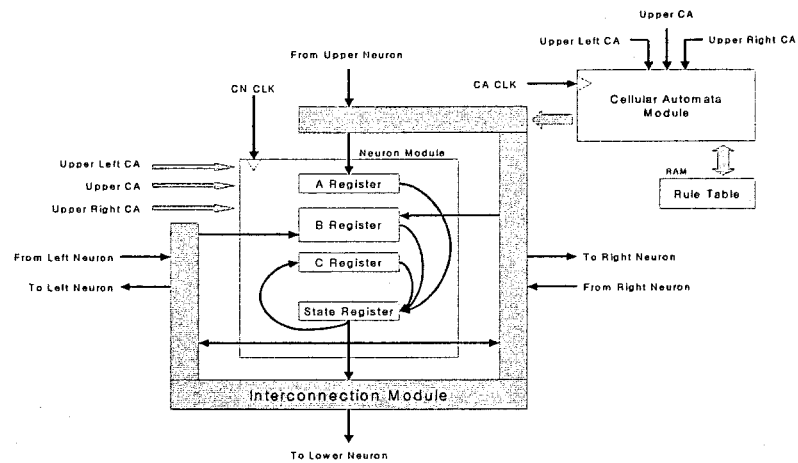 Upper CA
Upper Left CA
Upper Right CA
From Upper Neuron
CA CLK
CN CLK
Cellular Automata
Module
Neuron Module
Upper Left CA
Upper CA
Upper Right CA
A Register
RAM
Rule Table
B Register
From Left Neuron
C Register
To Right Neuron
To Left Neuron
From Right Neuron
State Register
Interconnection Module
To Lower Neuron